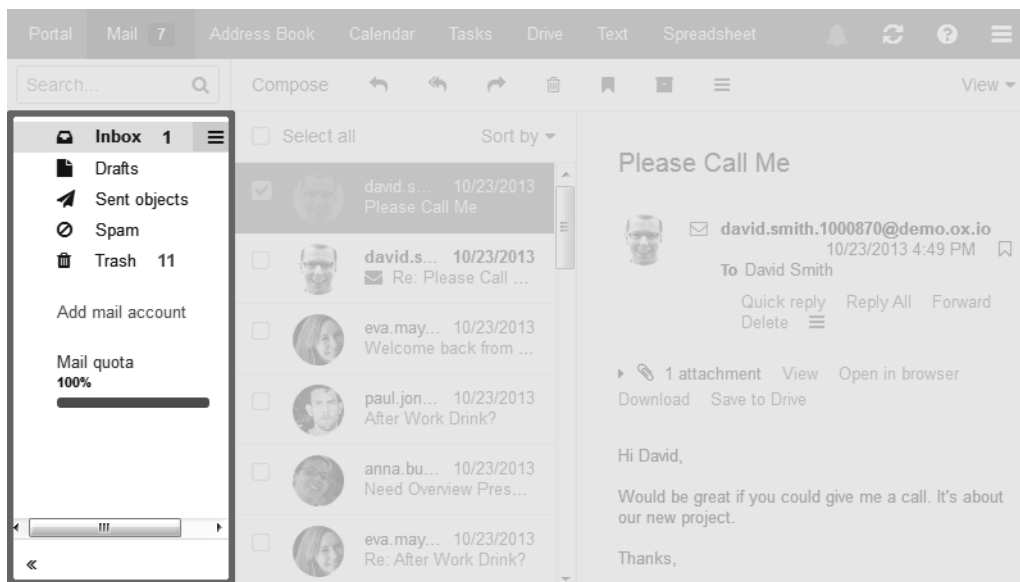 Portal Mail 7 Address Book Calendar Tasks Drive Text Spreadsheet
Search... Compose View
Inbox 1
Drafts
Sent objects
Spam
Trash 11
Add mail account
Mail quota
100%
Select all Sort by
david.s... 10/23/2013
Please Call Me
david.s... 10/23/2013
Re: Please Call ...
eva.may... 10/23/2013
Welcome back from ...
paul.jon... 10/23/2013
After Work Drink?
anna.bu... 10/23/2013
Need Overview Pres...
eva.may... 10/23/2013
Re: After Work Drink?
Please Call Me
david.smith.1000870@demo.ox.io
10/23/2013 4:49 PM
To David Smith
Quick reply Reply All Forward
Delete
1 attachment View Open in browser
Download Save to Drive
Hi David,
Would be great if you could give me a call. It's about
our new project.
Thanks,